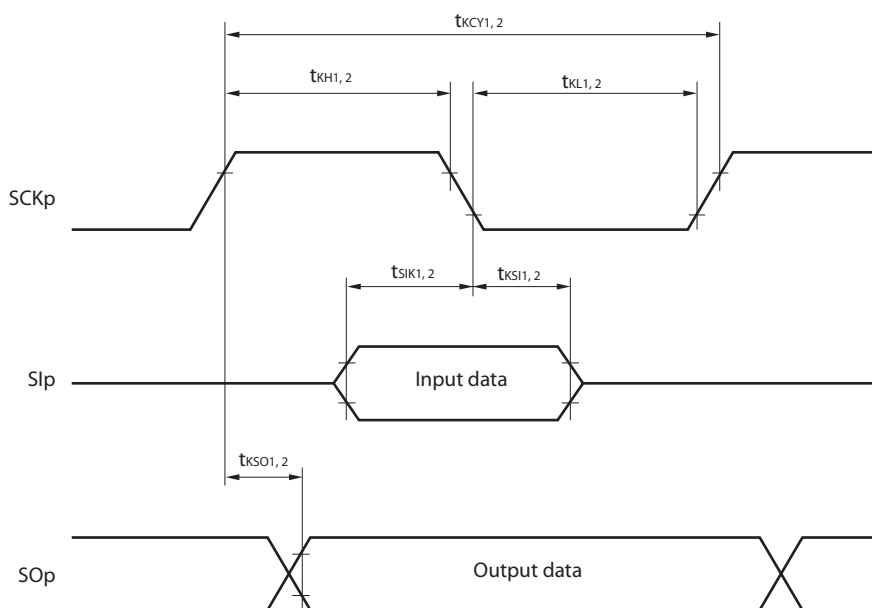 tKCY1, 2
tKH1, 2
tKL1, 2
SCKp
tSIK1, 2
tKSI1, 2
SIp
Input data
tKSO1, 2
SOp
Output data